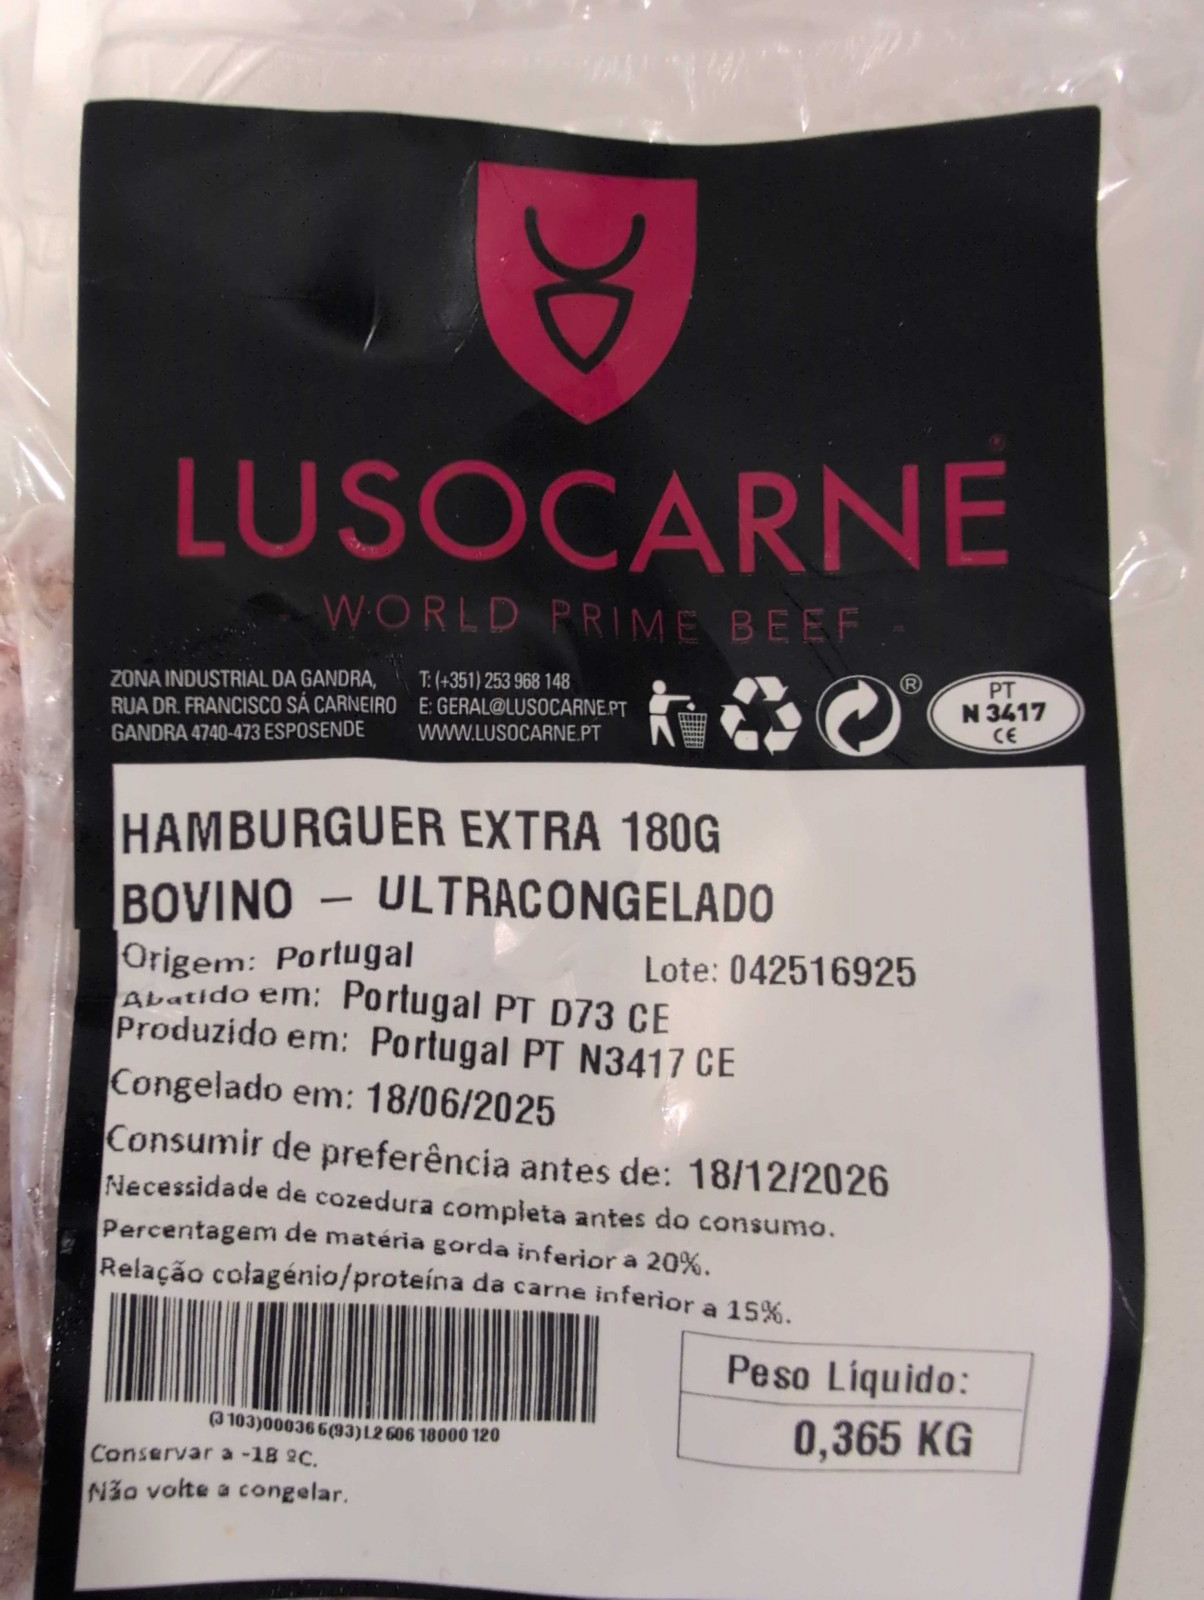 LUSOCARNE®
- WORLD PRIME BEEF -
ZONA INDUSTRIAL DA GANDRA,
RUA DR. FRANCISCO SÁ CARNEIRO
GANDRA 4740-473 ESPOSENDE
T: (+351) 253 968 148
E: GERAL@LUSOCARNE.PT
WWW.LUSOCARNE.PT
®
PT
N 3417
CE
HAMBURGUER EXTRA 180G
BOVINO – ULTRACONGELADO
Origem: Portugal
Lote: 042516925
Abatido em: Portugal PT D73 CE
Produzido em: Portugal PT N3417 CE
Congelado em: 18/06/2025
Consumir de preferência antes de: 18/12/2026
Necessidade de cozedura completa antes do consumo.
Percentagem de matéria gorda inferior a 20%.
Relação colagénio/proteína da carne inferior a 15%.
(3103)000366(93)L260618000120
Peso Líquido:
0,365 KG
Conservar a -18 ºC.
Não volte a congelar.